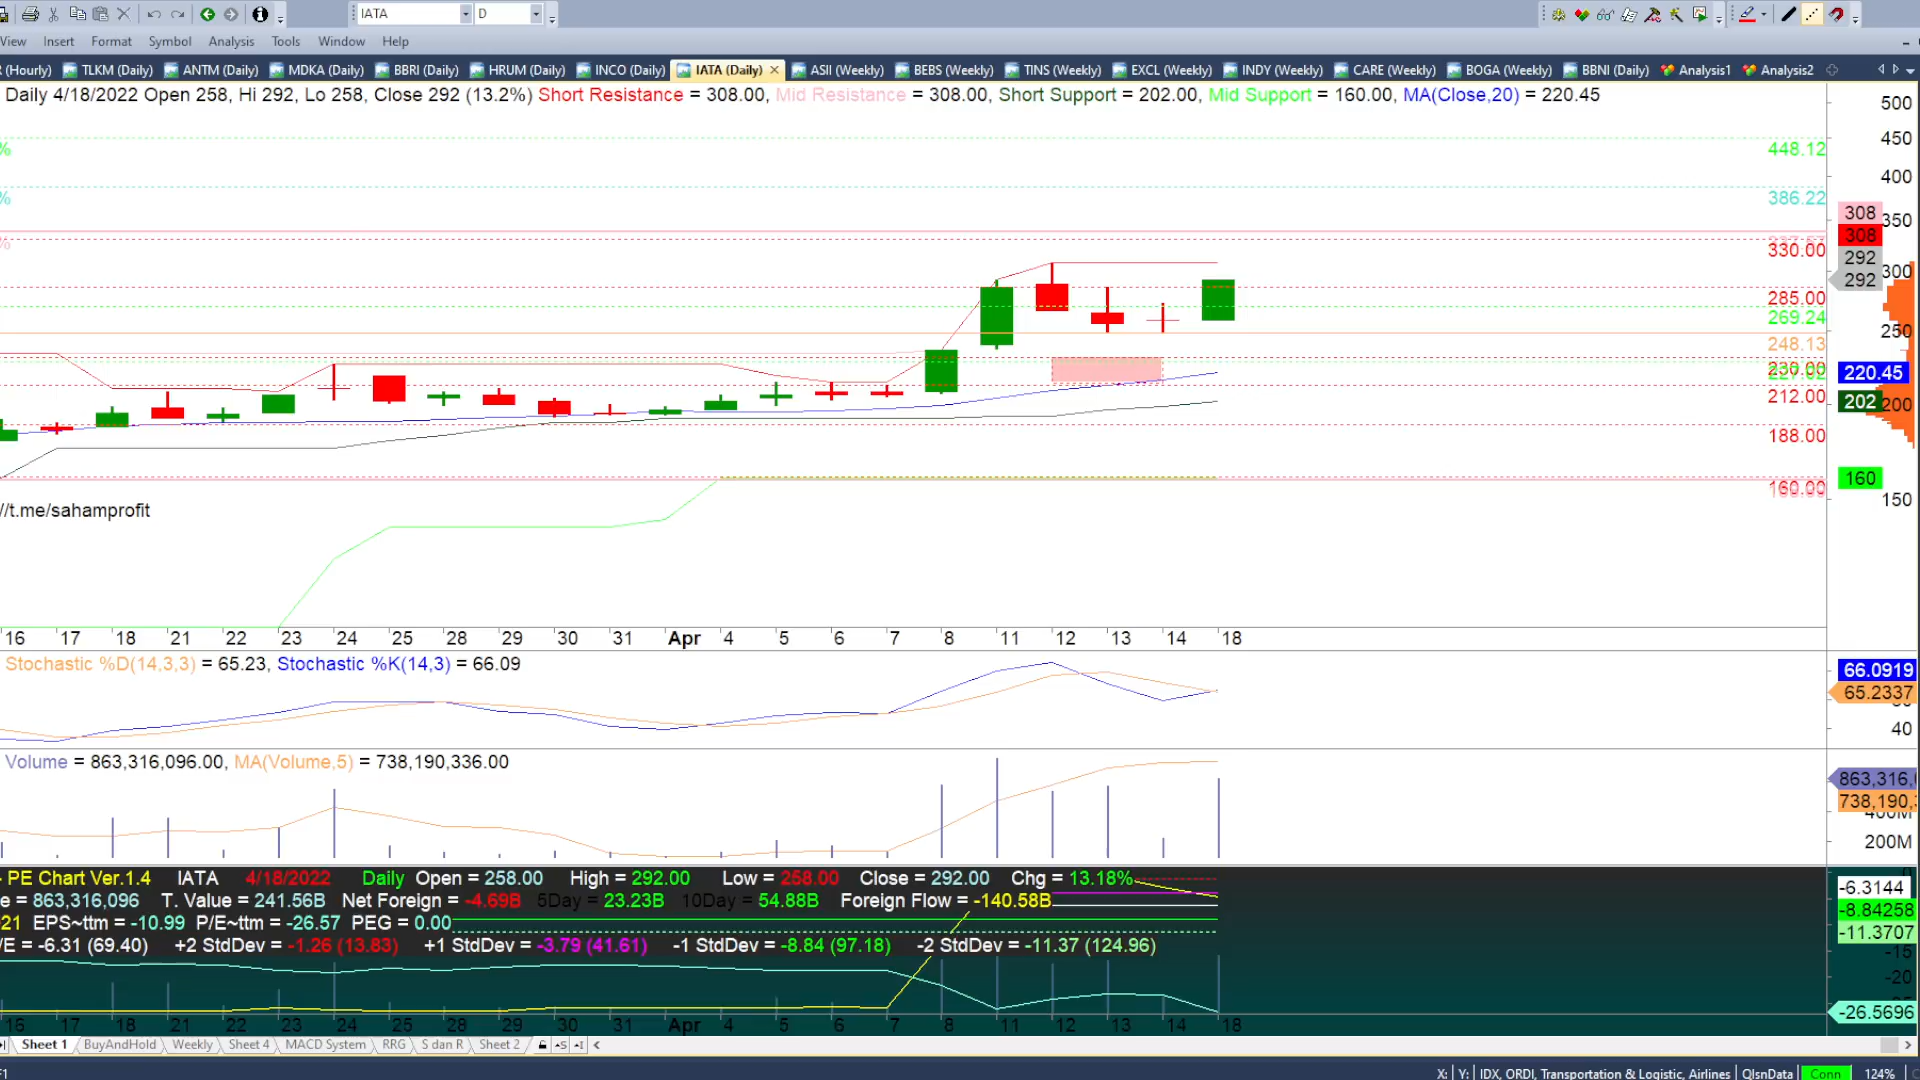 IATA D
View Insert Format Symbol Analysis Tools Window Help
(Hourly) TLKM (Daily) ANTM (Daily) MDKA (Daily) BBRI (Daily) HRUM (Daily) INCO (Daily) IATA (Daily) ASII (Weekly) BEBS (Weekly) TINS (Weekly) EXCL (Weekly) INDY (Weekly) CARE (Weekly) BOGA (Weekly) BBNI (Daily) Analysis1 Analysis2
Daily 4/18/2022 Open 258, Hi 292, Lo 258, Close 292 (13.2%) Short Resistance = 308.00, Mid Resistance = 308.00, Short Support = 202.00, Mid Support = 160.00, MA(Close,20) = 220.45
500
450
% 448.12
400
% 386.22
308 350
% 308
330.00
292
300
292
285.00
269.24
250
248.13
230.00
220.45
212.00
202 200
188.00
160
160.00
150
//t.me/sahamprofit
16 17 18 21 22 23 24 25 28 29 30 31 Apr 4 5 6 7 8 11 12 13 14 18
Stochastic %D(14,3,3) = 65.23, Stochastic %K(14,3) = 66.09
66.0919
65.2337
40
Volume = 863,316,096.00, MA(Volume,5) = 738,190,336.00
863,316,
738,190,
400M
200M
- PE Chart Ver.1.4 IATA 4/18/2022 Daily Open = 258.00 High = 292.00 Low = 258.00 Close = 292.00 Chg = 13.18%
-6.3144
e = 863,316,096 T. Value = 241.56B Net Foreign = -4.69B 5Day = 23.23B 10Day = 54.88B Foreign Flow = -140.58B
-8.84258
21 EPS~ttm = -10.99 P/E~ttm = -26.57 PEG = 0.00
-11.3707
/E = -6.31 (69.40) +2 StdDev = -1.26 (13.83) +1 StdDev = -3.79 (41.61) -1 StdDev = -8.84 (97.18) -2 StdDev = -11.37 (124.96)
-15
-20
-26.5696
16 17 18 21 22 23 24 25 28 29 30 31 Apr 4 5 6 7 8 11 12 13 14 18
Sheet 1 BuyAndHold Weekly Sheet 4 MACD System RRG S dan R Sheet 2
F1 X: Y: IDX, ORDI, Transportation & Logistic, Airlines QlsnData Conn 124%